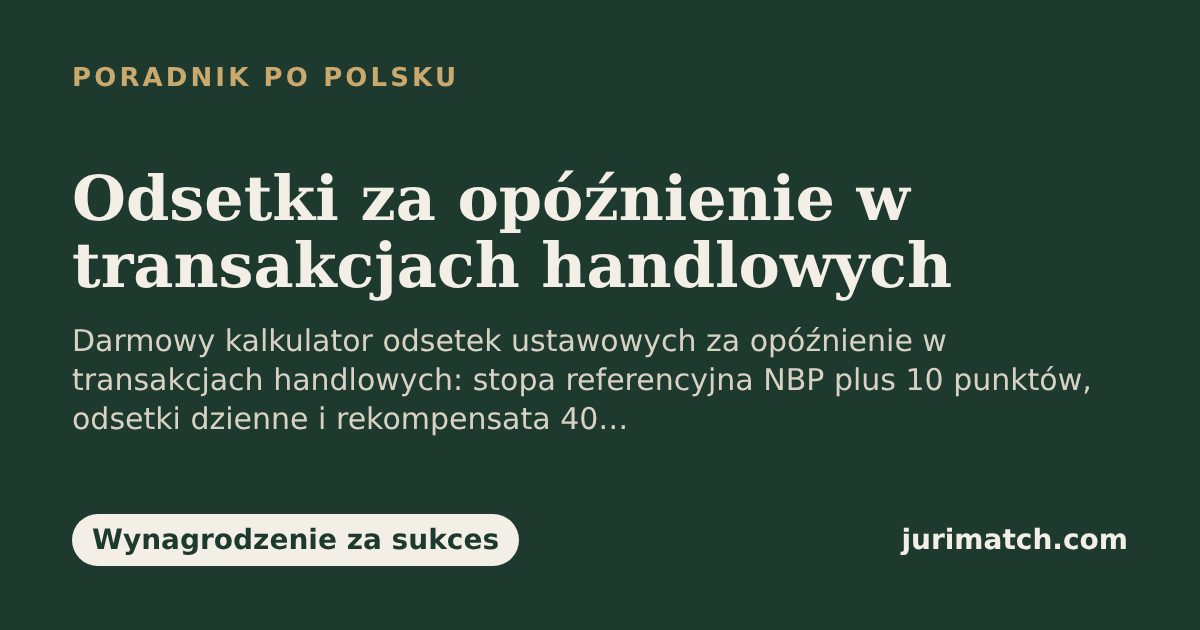 PORADNIK PO POLSKU
Odsetki za opóźnienie w
transakcjach handlowych
Darmowy kalkulator odsetek ustawowych za opóźnienie w
transakcjach handlowych: stopa referencyjna NBP plus 10 punktów,
odsetki dzienne i rekompensata 40...
Wynagrodzenie za sukces
jurimatch.com